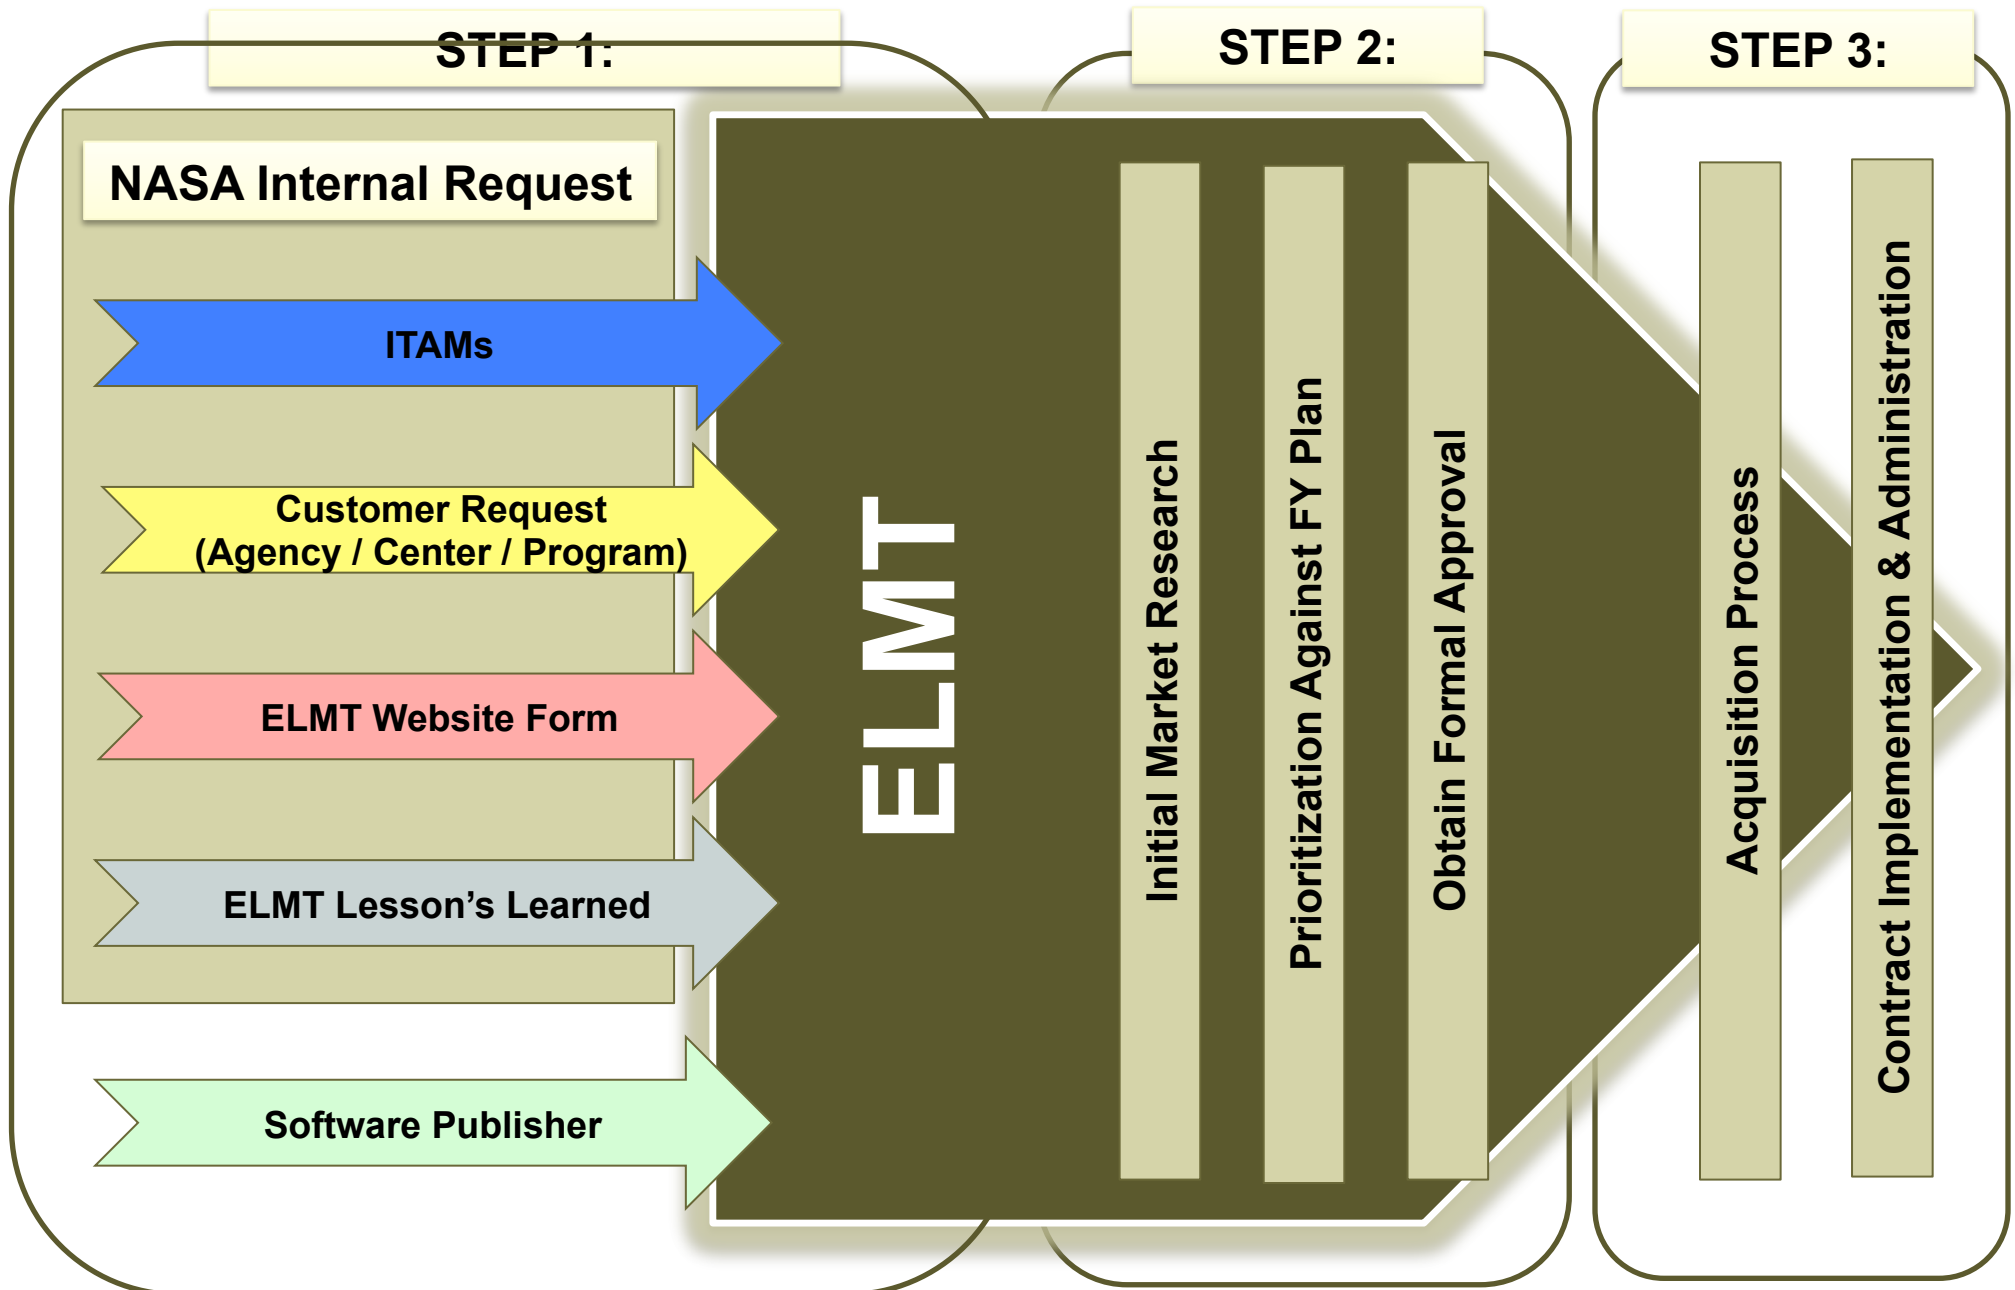 STEP 1:
STEP 2:
STEP 3:
NASA Internal Request
ITAMs
Customer Request
(Agency / Center / Program)
ELMT Website Form
ELMT Lesson’s Learned
Software Publisher
ELMT
Initial Market Research
Prioritization Against FY Plan
Obtain Formal Approval
Acquisition Process
Contract Implementation & Administration